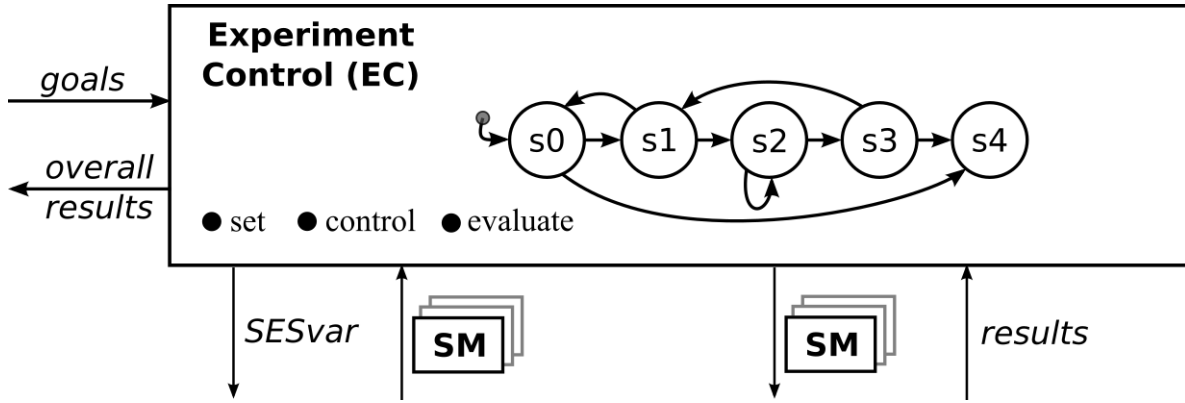 Experiment
Control (EC)
goals
s0 s1 s2 s3 s4
overall
results
set control evaluate
SESvar
SM
SM
results